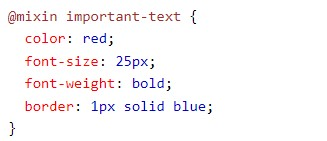 @mixin important-text {
  color: red;
  font-size: 25px;
  font-weight: bold;
  border: 1px solid blue;
}